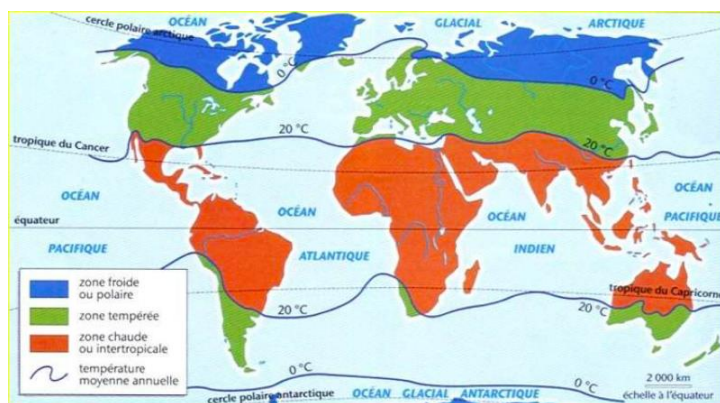 OCÉAN
GLACIAL
ARCTIQUE
cercle polaire arctique
0 °C
0 °C
20 °C
20 °C
tropique du Cancer
OCÉAN
PACIFIQUE
OCÉAN
ATLANTIQUE
OCÉAN
INDIEN
OCÉAN
PACIFIQUE
équateur
tropique du Capricorne
20 °C
20 °C
zone froide
ou polaire
zone tempérée
zone chaude
ou intertropicale
température
moyenne annuelle
0 °C
0 °C
cercle polaire antarctique
OCÉAN GLACIAL ANTARCTIQUE
2 000 km
échelle à l'équateur